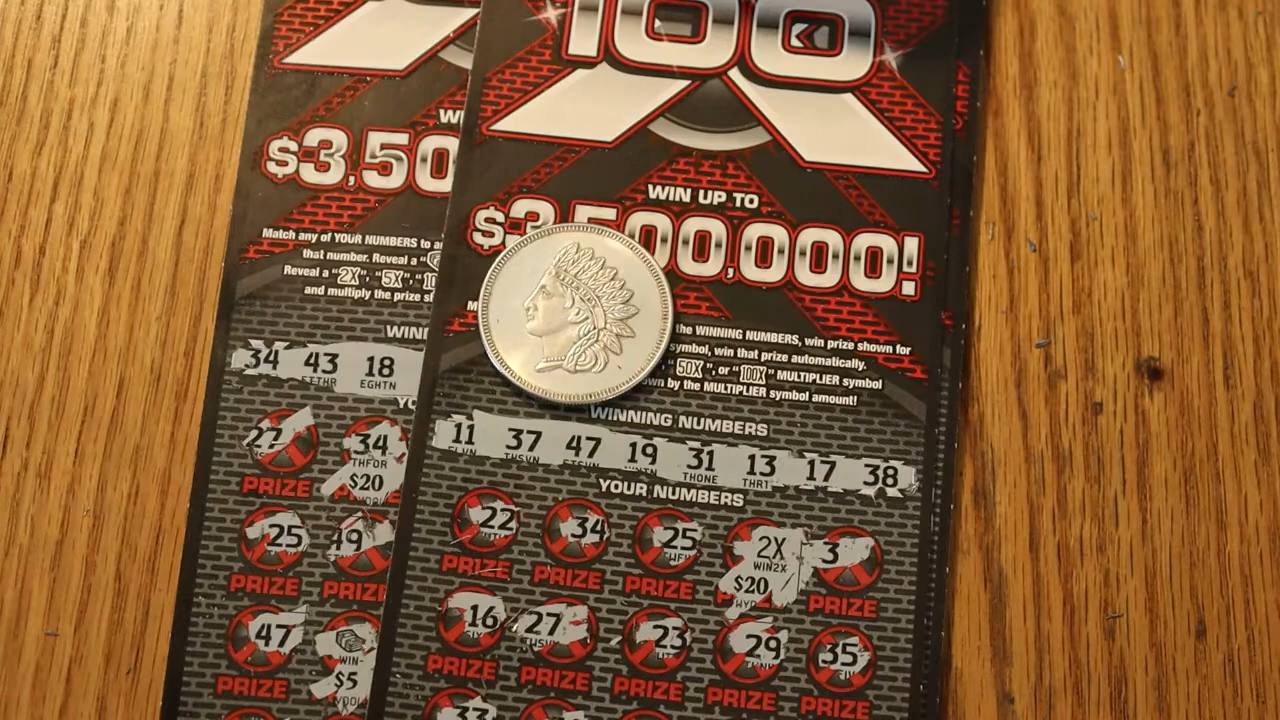 $3,50
Match any of YOUR NUMBERS to
that number. Reveal a "
Reveal a "2X", "5X", "10
and multiply the prize
34 43 18
EGHTN
27 34
THFOR
PRIZE $20
25 49
PRIZE PRIZE
47 WIN-
PRIZE $5
100
WIN UP TO
$3,500,000!
the WINNING NUMBERS, win prize shown for
symbol, win that prize automatically.
"50X", or "100X" MULTIPLIER symbol
by the MULTIPLIER symbol amount!
WINNING NUMBERS
11 37 47 19 31 13 17 38
THONE THRT
YOUR NUMBERS
22 34 25 2X 3
WIN2X
PRIZE PRIZE PRIZE $20 PRIZE
16 27 23 29 35
PRIZE PRIZE PRIZE PRIZE PRIZE
33